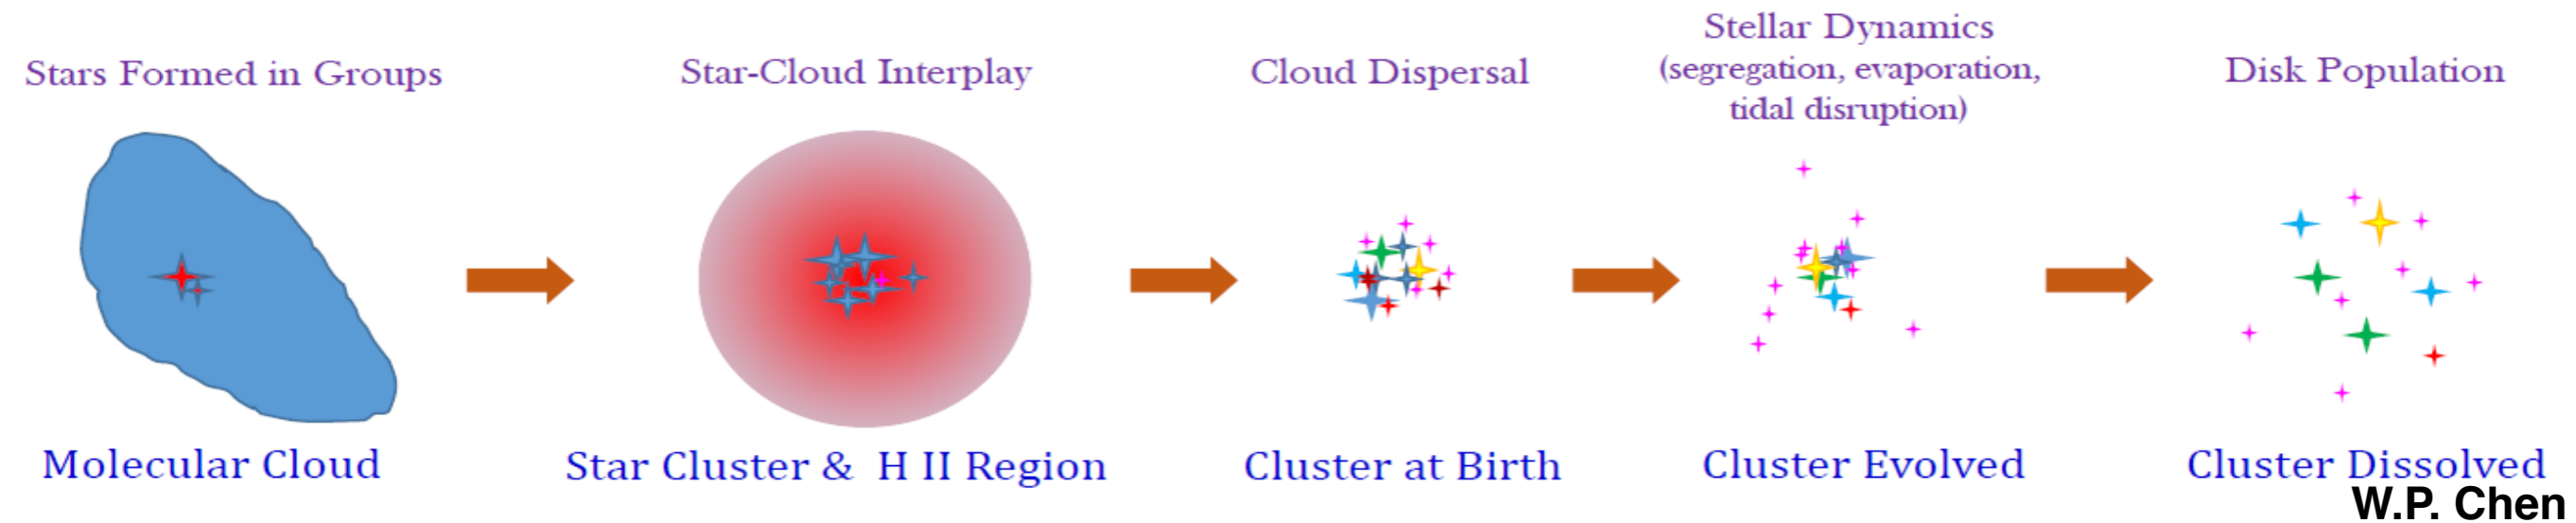 Stars Formed in Groups
Star-Cloud Interplay
Cloud Dispersal
Stellar Dynamics
(segregation, evaporation,
tidal disruption)
Disk Population
Molecular Cloud
Star Cluster & H II Region
Cluster at Birth
Cluster Evolved
Cluster Dissolved
W.P. Chen